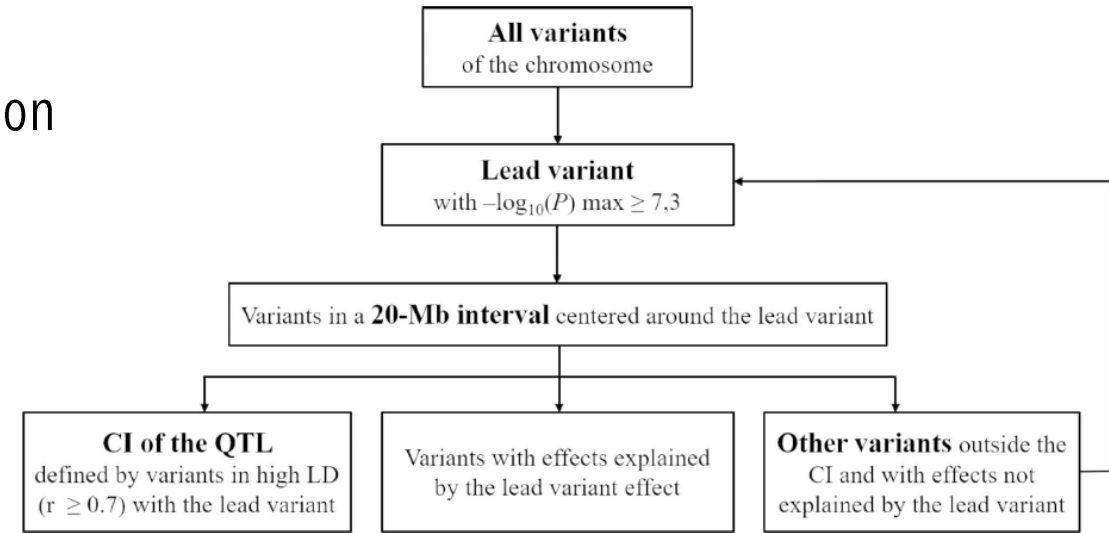 All variants
of the chromosome
on
Lead variant
with –log₁₀(P) max ≥ 7,3
Variants in a 20-Mb interval centered around the lead variant
CI of the QTL
defined by variants in high LD
(r ≥ 0.7) with the lead variant
Variants with effects explained
by the lead variant effect
Other variants outside the
CI and with effects not
explained by the lead variant